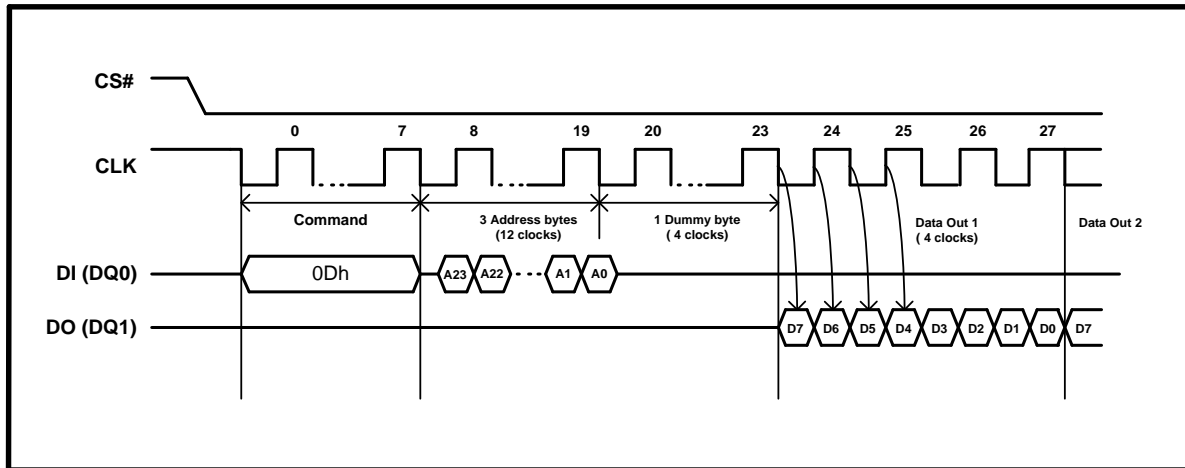 CS#
0 7 8 19 20 23 24 25 26 27
CLK
Command
3 Address bytes
(12 clocks)
1 Dummy byte
( 4 clocks)
Data Out 1
( 4 clocks)
Data Out 2
DI (DQ0)
0Dh A23 A22 A1 A0
DO (DQ1)
D7 D6 D5 D4 D3 D2 D1 D0 D7